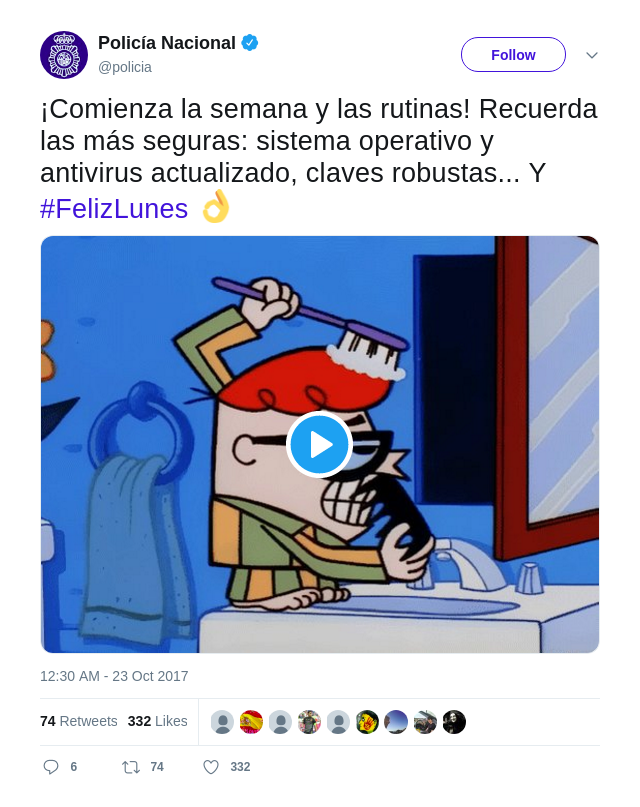 Policía Nacional
@policia
Follow
¡Comienza la semana y las rutinas! Recuerda
las más seguras: sistema operativo y
antivirus actualizado, claves robustas... Y
#FelizLunes 👌
12:30 AM - 23 Oct 2017
74 Retweets 332 Likes
6 74 332